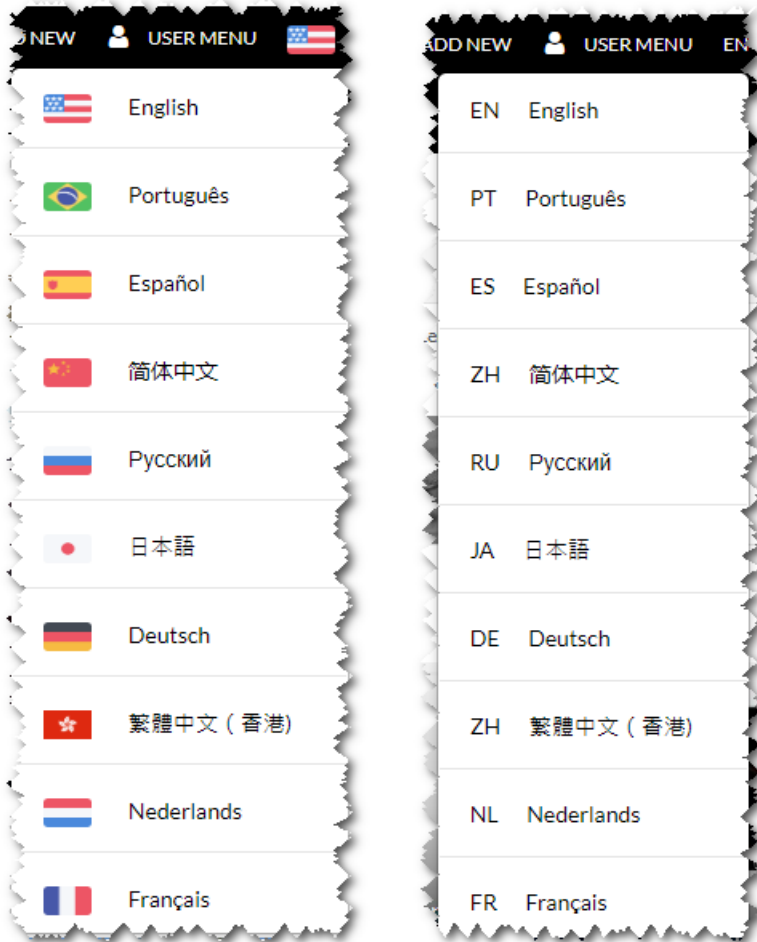 NEW USER MENU
English
Português
Español
简体中文
Русский
日本語
Deutsch
繁體中文（香港)
Nederlands
Français
ADD NEW USER MENU EN
EN English
PT Português
ES Español
ZH 简体中文
RU Русский
JA 日本語
DE Deutsch
ZH 繁體中文（香港)
NL Nederlands
FR Français